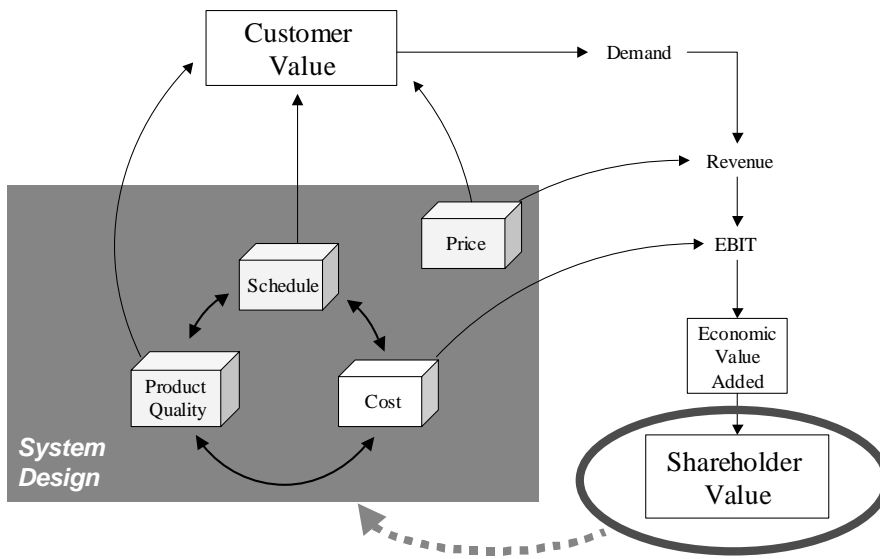 Customer
Value
Demand
Revenue
Price
EBIT
Schedule
Economic
Value
Added
Product
Quality
Cost
System
Design
Shareholder
Value